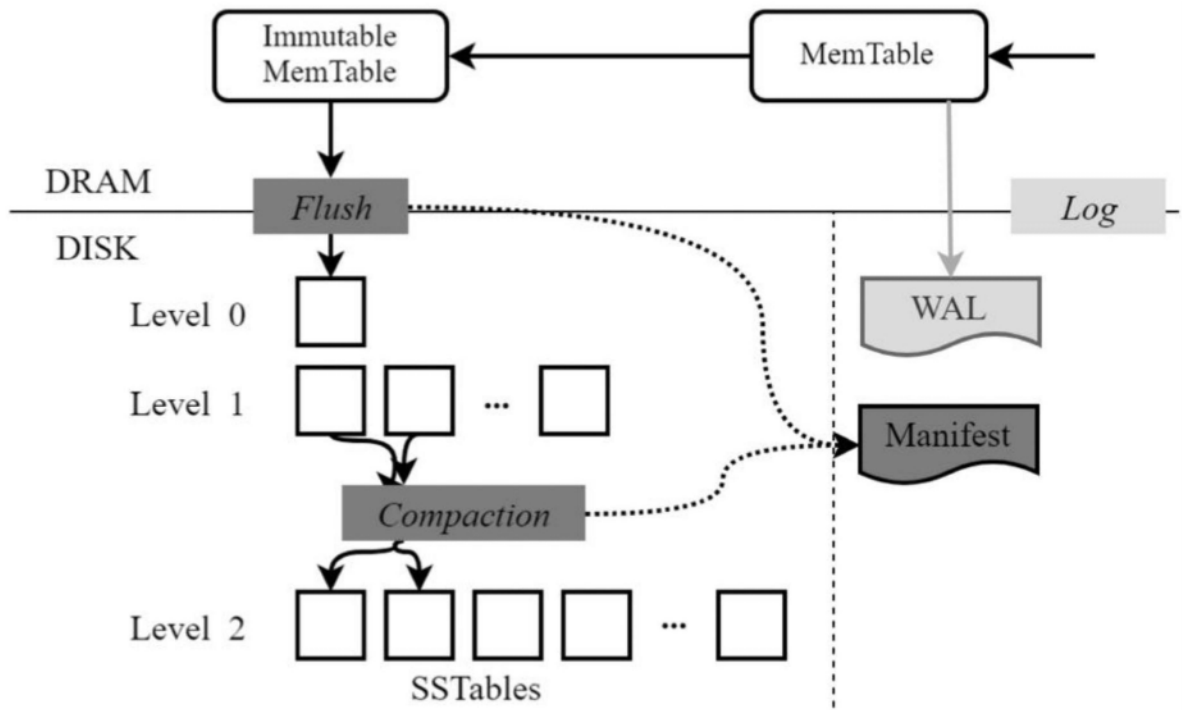 Immutable
MemTable
MemTable
DRAM
Flush
Log
DISK
Level 0
WAL
Level 1
...
Manifest
Compaction
Level 2
...
SSTables